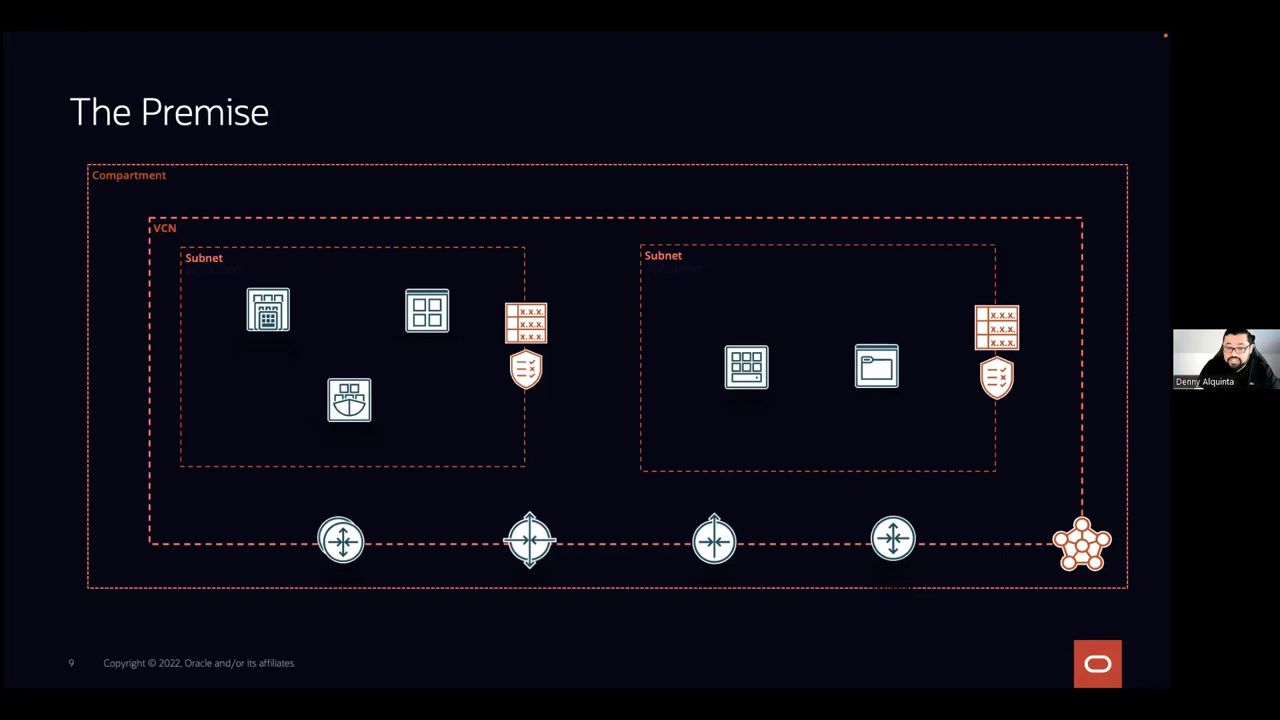 The Premise
Compartment
VCN
Subnet
Subnet
x.x.x.
x.x.x.
x.x.x.
x.x.x.
x.x.x.
x.x.x.
Denny Alquinta
9
Copyright © 2022, Oracle and/or its affiliates